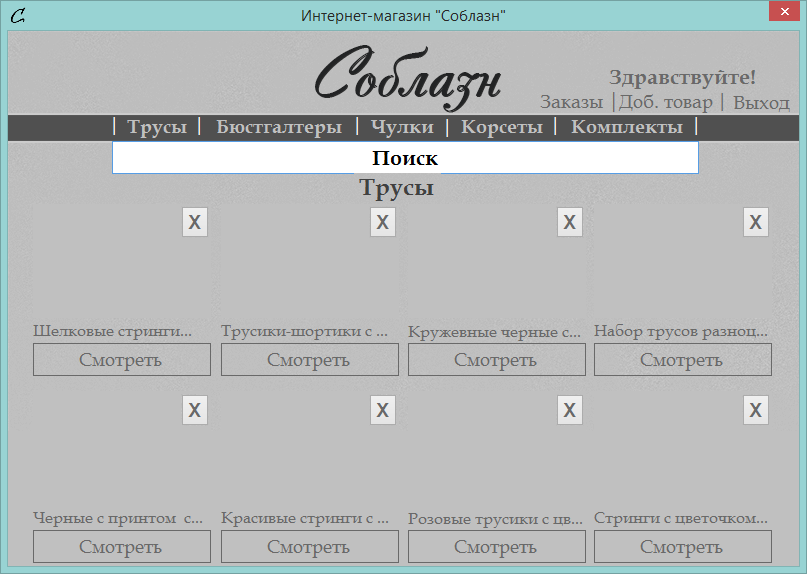 Интернет-магазин "Соблазн"
Соблазн
Здравствуйте!
Заказы | Доб. товар | Выход
| Трусы | Бюстгалтеры | Чулки | Корсеты | Комплекты |
Поиск
Трусы
X X X X
Шелковые стринги... Трусики-шортики с ... Кружевные черные с... Набор трусов разноц...
Смотреть Смотреть Смотреть Смотреть
X X X X
Черные с принтом с... Красивые стринги с ... Розовые трусики с цв... Стринги с цветочком...
Смотреть Смотреть Смотреть Смотреть